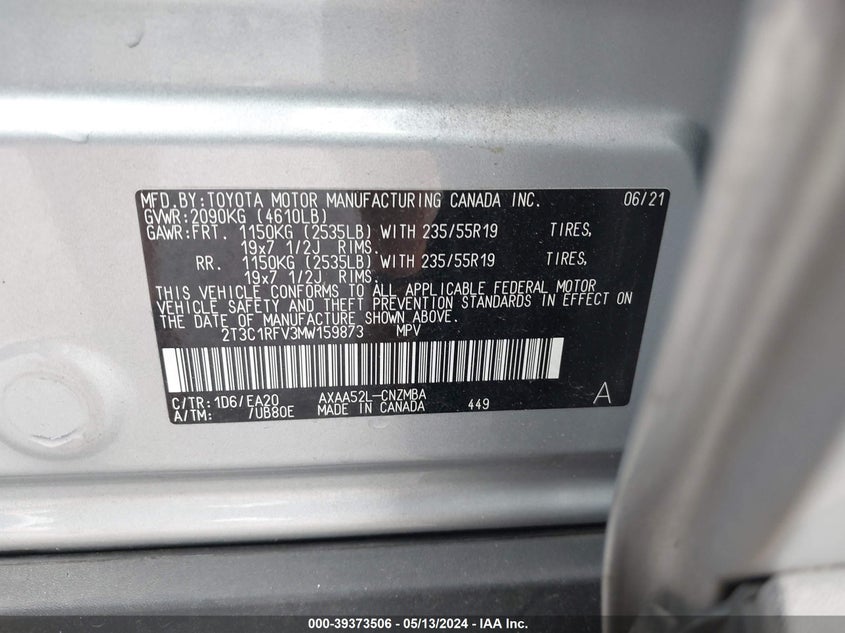 MFD.BY:TOYOTA MOTOR MANUFACTURING CANADA INC. 06/21
GVWR:2090KG (4610LB)
GAWR:FRT. 1150KG (2535LB) WITH 235/55R19 TIRES,
19x7 1/2J RIMS.
RR. 1150KG (2535LB) WITH 235/55R19 TIRES,
19x7 1/2J RIMS.
THIS VEHICLE CONFORMS TO ALL APPLICABLE FEDERAL MOTOR
VEHICLE SAFETY AND THEFT PREVENTION STANDARDS IN EFFECT ON
THE DATE OF MANUFACTURE SHOWN ABOVE.
2T3C1RFV3MW159873 MPV
C/TR:1D6/EA20 AXAA52L-CNZMBA
A/TM: /UB80E MADE IN CANADA 449 A
000-39373506 - 05/13/2024 - IAA Inc.